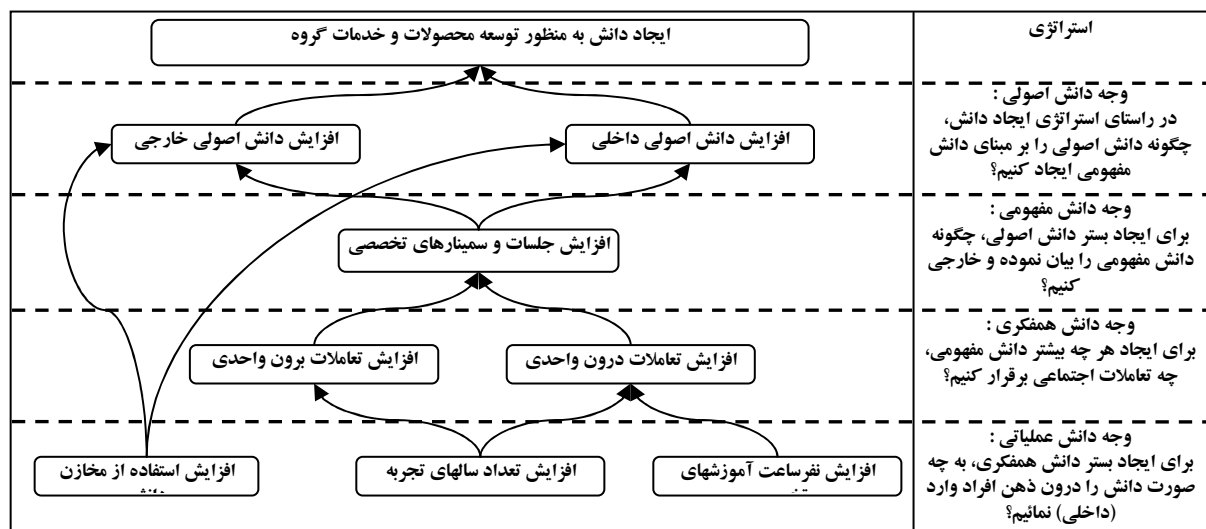 استراتژی
ایجاد دانش به منظور توسعه محصولات و خدمات گروه
وجه دانش اصولی :
در راستای استراتژی ایجاد دانش،
چگونه دانش اصولی را بر مبنای دانش
مفهومی ایجاد کنیم؟
افزایش دانش اصولی داخلی
افزایش دانش اصولی خارجی
وجه دانش مفهومی :
برای ایجاد بستر دانش اصولی، چگونه
دانش مفهومی را بیان نموده و خارجی
کنیم؟
افزایش جلسات و سمینارهای تخصصی
وجه دانش همفکری :
برای ایجاد هر چه بیشتر دانش مفهومی،
چه تعاملات اجتماعی برقرار کنیم؟
افزایش تعاملات درون واحدی
افزایش تعاملات برون واحدی
وجه دانش عملیاتی :
برای ایجاد بستر دانش همفکری، به چه
صورت دانش را درون ذهن افراد وارد
(داخلی) نمائیم؟
افزایش نفرساعت آموزشهای
افزایش تعداد سالهای تجربه
افزایش استفاده از مخازن